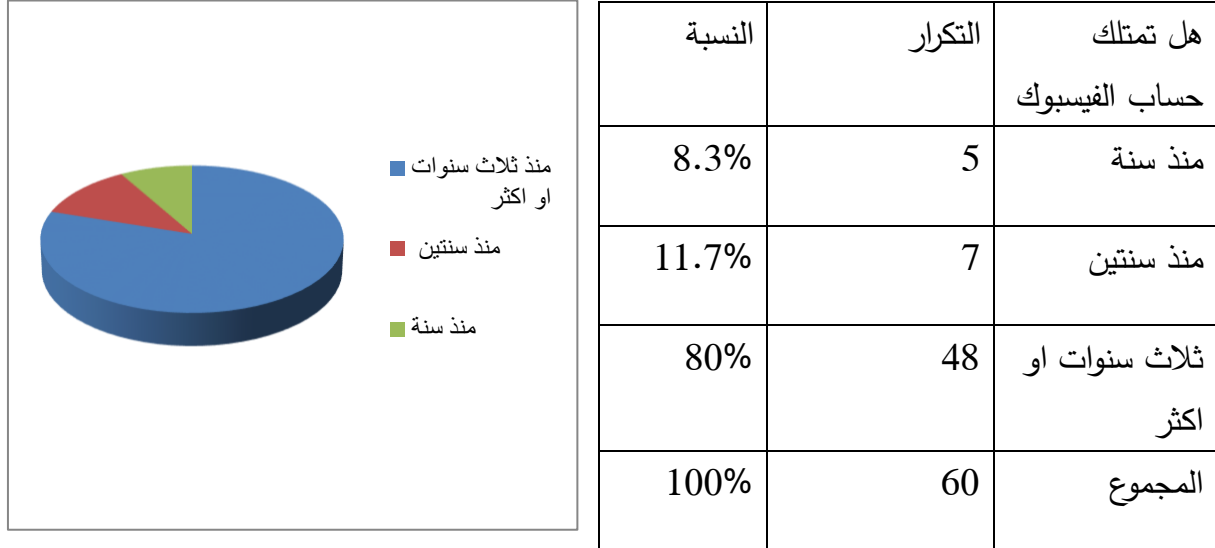 هل تمتلك
حساب الفيسبوك
التكرار
النسبة
منذ سنة
5
8.3%
منذ سنتين
7
11.7%
ثلاث سنوات او
اكثر
48
80%
المجموع
60
100%
منذ ثلاث سنوات
او اكثر
منذ سنتين
منذ سنة